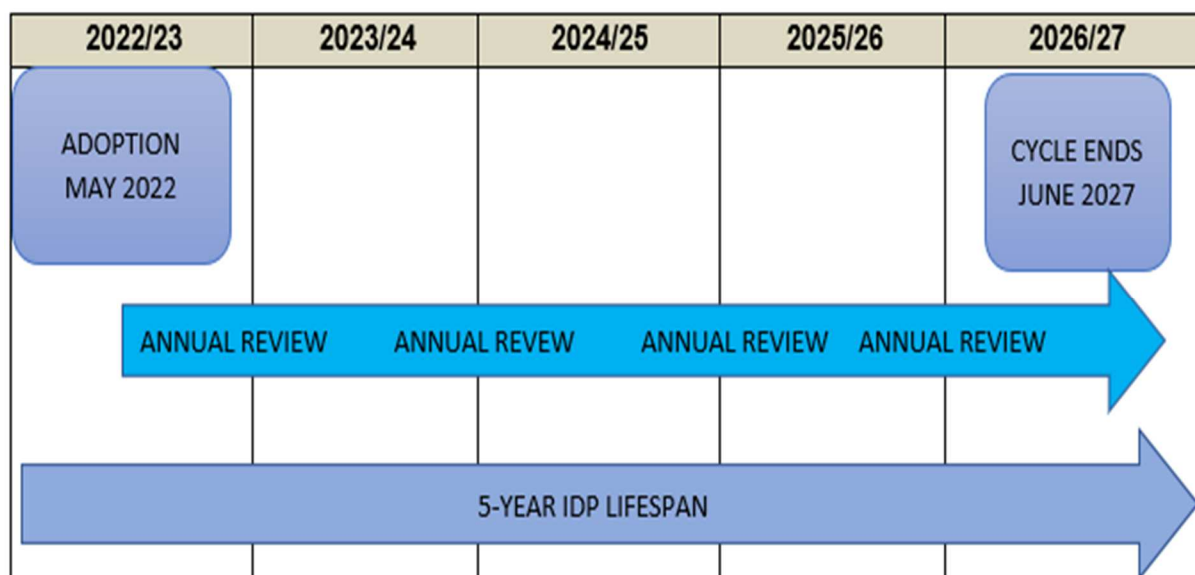 2022/23 2023/24 2024/25 2025/26 2026/27
ADOPTION
MAY 2022
CYCLE ENDS
JUNE 2027
ANNUAL REVIEW ANNUAL REVEW ANNUAL REVIEW ANNUAL REVIEW
5-YEAR IDP LIFESPAN